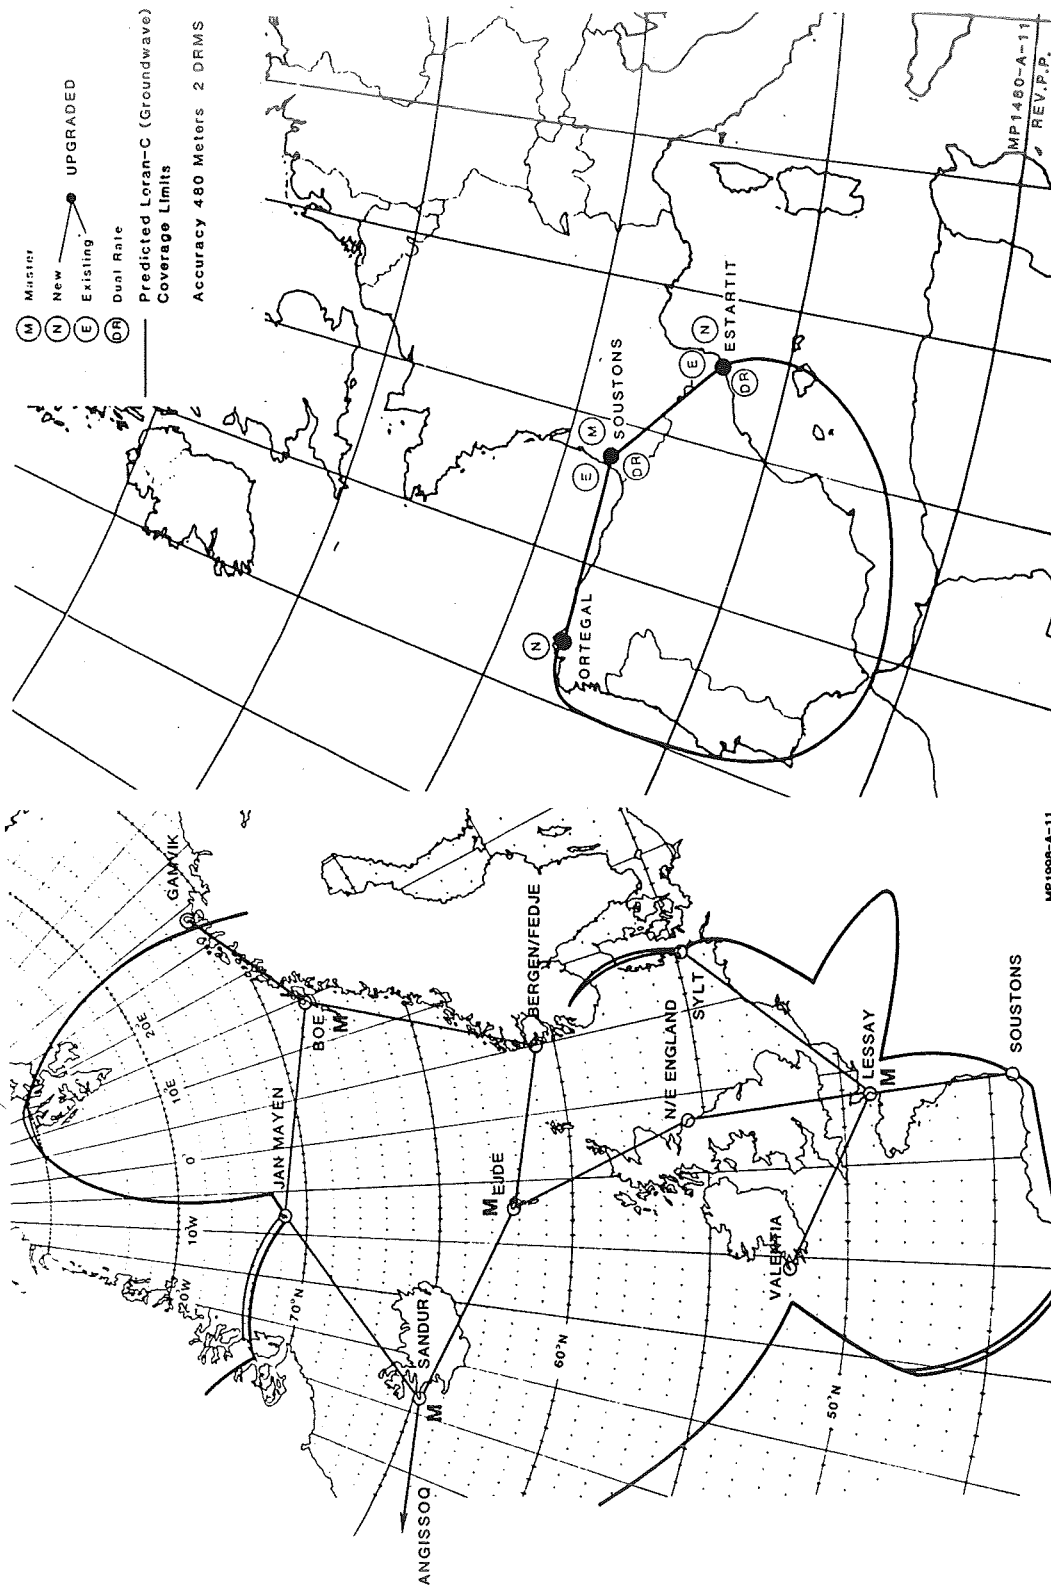 M Master
N New
UPGRADED
E Existing
DR Dual Rate
Predicted Loran-C (Groundwave)
Coverage Limits
Accuracy 480 Meters 2 DRMS
N
ORTEGAL
E M
DR
SOUSTONS
E N
DR
ESTARTIT
MP1480-A-11
REV.P.P.
GAMVIK
20E
10E
0°
10W
20W
JAN MAYEN
BOE
M
70°N
SANDUR
M
ANGISSOQ
M EJDE
BERGEN/FEDJE
60°N
N/E ENGLAND
SYLT
VALENTIA
LESSAY
M
50°N
SOUSTONS
MP1998-A-11